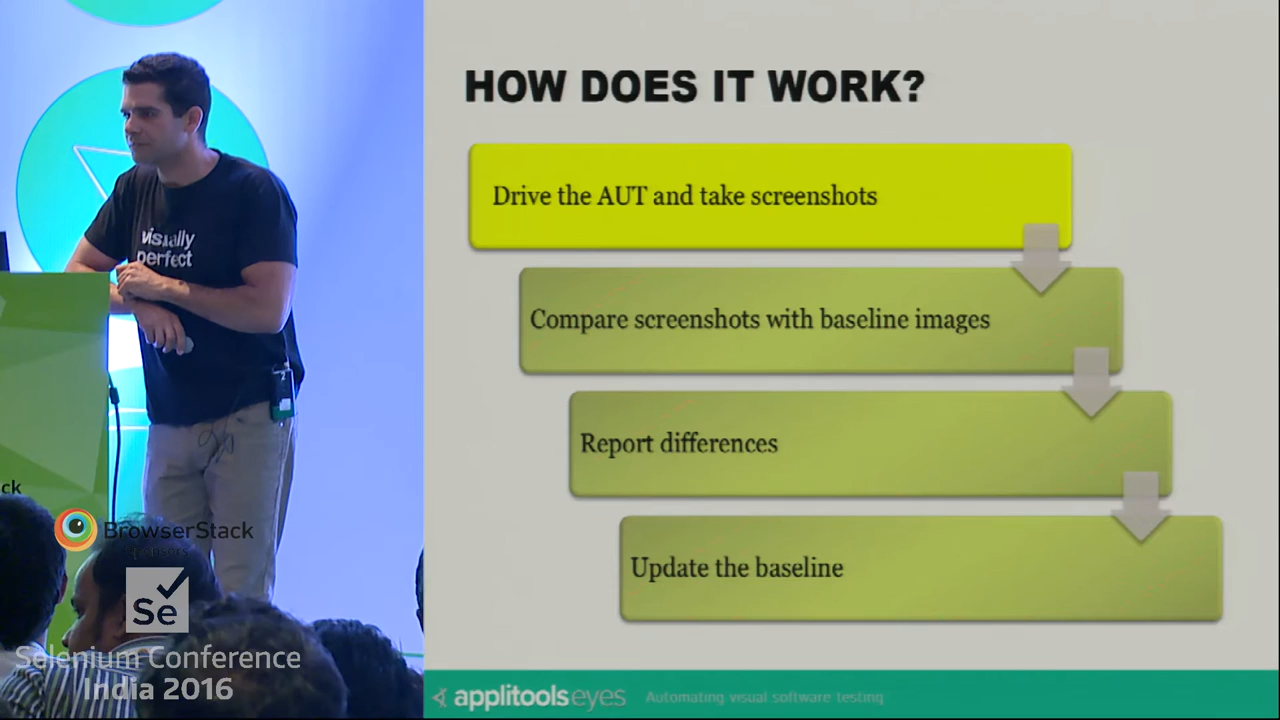 HOW DOES IT WORK?
Drive the AUT and take screenshots
Compare screenshots with baseline images
Report differences
Update the baseline
applitools eyes Automating visual software testing
visually
perfect
ck
BrowserStack
Se
Selenium Conference
India 2016